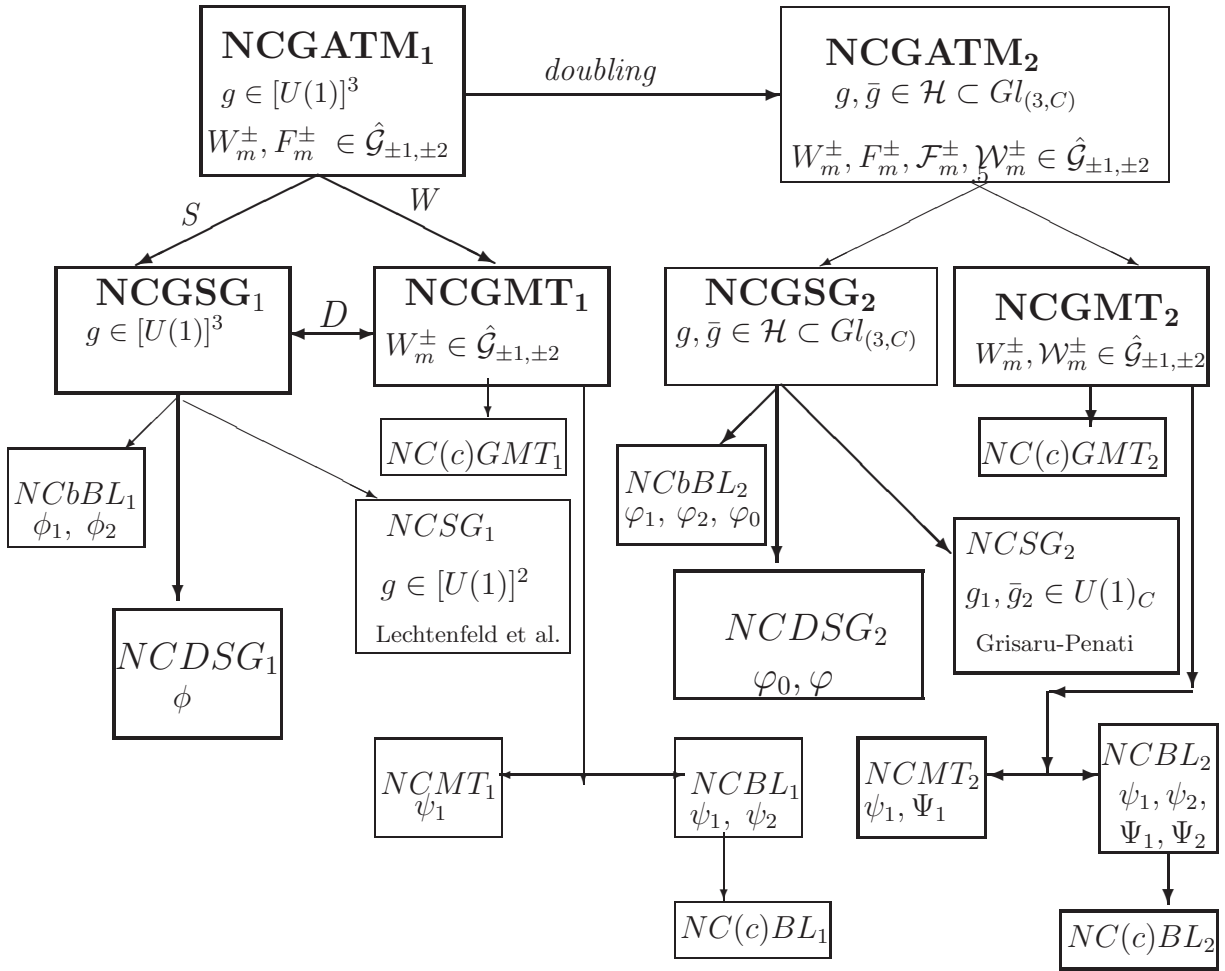 NCGATM₁
g ∈ [U(1)]³
W±ₘ, F±ₘ ∈ 𝒢̂±1,±2
doubling
NCGATM₂
g, ḡ ∈ ℋ ⊂ Gl(3,C)
W±ₘ, F±ₘ, ℱ±ₘ, 𝒲±ₘ ∈ 𝒢̂±1,±2
5
S
W
NCGSG₁
g ∈ [U(1)]³
D
NCGMT₁
W±ₘ ∈ 𝒢̂±1,±2
NCGSG₂
g, ḡ ∈ ℋ ⊂ Gl(3,C)
NCGMT₂
W±ₘ, 𝒲±ₘ ∈ 𝒢̂±1,±2
NCbBL₁
ϕ₁, ϕ₂
NC(c)GMT₁
NCSG₁
g ∈ [U(1)]²
Lechtenfeld et al.
NCDSG₁
ϕ
NCbBL₂
φ₁, φ₂, φ₀
NC(c)GMT₂
NCSG₂
g₁, ḡ₂ ∈ U(1)C
Grisaru-Penati
NCDSG₂
φ₀, φ
NCMT₁
ψ₁
NCBL₁
ψ₁, ψ₂
NCMT₂
ψ₁, Ψ₁
NCBL₂
ψ₁, ψ₂,
Ψ₁, Ψ₂
NC(c)BL₁
NC(c)BL₂